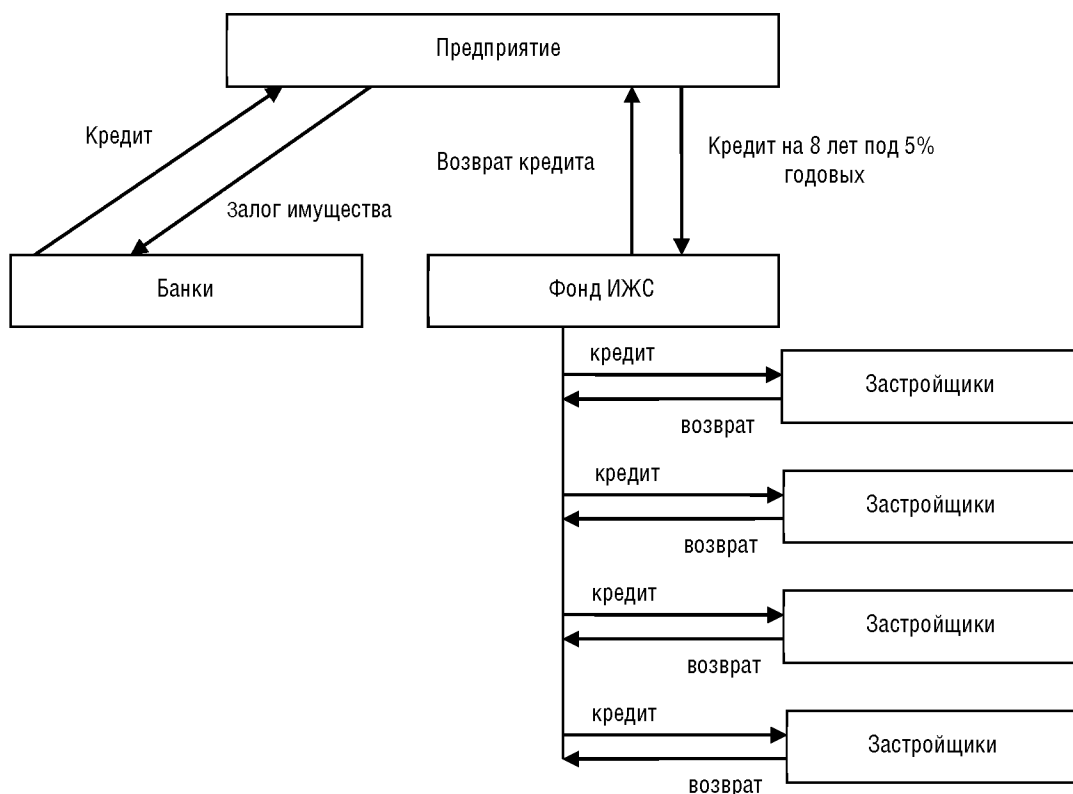 Предприятие
Кредит
Возврат кредита
Кредит на 8 лет под 5%
годовых
Залог имущества
Банки
Фонд ИЖС
кредит
Застройщики
возврат
кредит
Застройщики
возврат
кредит
Застройщики
возврат
кредит
Застройщики
возврат